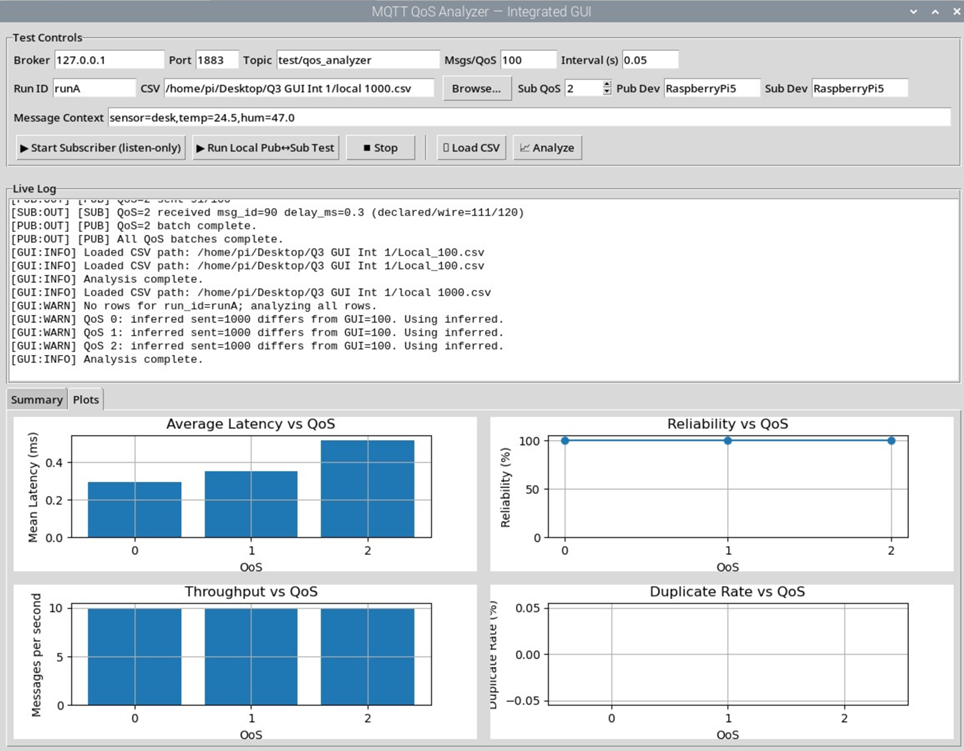 MQTT QoS Analyzer — Integrated GUI
Test Controls
Broker 127.0.0.1 Port 1883 Topic test/qos_analyzer Msgs/QoS 100 Interval (s) 0.05
Run ID runA CSV /home/pi/Desktop/Q3 GUI Int 1/local 1000.csv Browse... Sub QoS 2 Pub Dev RaspberryPi5 Sub Dev RaspberryPi5
Message Context sensor=desk,temp=24.5,hum=47.0
▶ Start Subscriber (listen-only) ▶ Run Local Pub↔Sub Test ■ Stop Load CSV Analyze
Live Log
[PUB:OUT] [PUB] QoS=2 sent 91/100
[SUB:OUT] [SUB] QoS=2 received msg_id=90 delay_ms=0.3 (declared/wire=111/120)
[PUB:OUT] [PUB] QoS=2 batch complete.
[PUB:OUT] [PUB] All QoS batches complete.
[GUI:INFO] Loaded CSV path: /home/pi/Desktop/Q3 GUI Int 1/Local_100.csv
[GUI:INFO] Loaded CSV path: /home/pi/Desktop/Q3 GUI Int 1/Local_100.csv
[GUI:INFO] Analysis complete.
[GUI:INFO] Loaded CSV path: /home/pi/Desktop/Q3 GUI Int 1/local 1000.csv
[GUI:WARN] No rows for run_id=runA; analyzing all rows.
[GUI:WARN] QoS 0: inferred sent=1000 differs from GUI=100. Using inferred.
[GUI:WARN] QoS 1: inferred sent=1000 differs from GUI=100. Using inferred.
[GUI:WARN] QoS 2: inferred sent=1000 differs from GUI=100. Using inferred.
[GUI:INFO] Analysis complete.
Summary Plots
Average Latency vs QoS
Mean Latency (ms)
0.4
0.2
0.0
0 1 2
QoS
Reliability vs QoS
Reliability (%)
100
50
0
0 1 2
QoS
Throughput vs QoS
Messages per second
10
5
0
0 1 2
QoS
Duplicate Rate vs QoS
Duplicate Rate (%)
0.05
0.00
−0.05
0 1 2
QoS